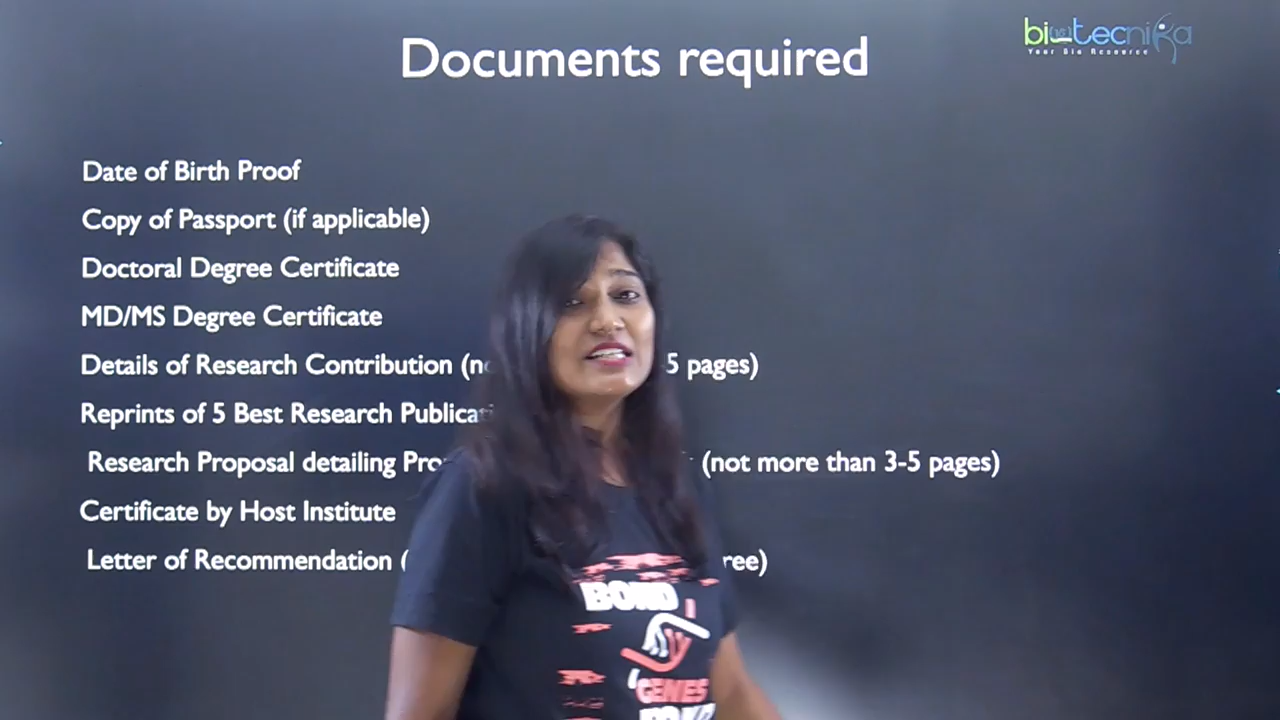 Documents required
biotecnika
Your Bio Resource
Date of Birth Proof
Copy of Passport (if applicable)
Doctoral Degree Certificate
MD/MS Degree Certificate
Details of Research Contribution 5 pages)
Reprints of 5 Best Research
Research Proposal detailing (not more than 3-5 pages)
Certificate by Host Institute
Letter of Recommendation (
BOND
GENES